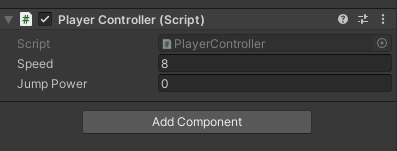 Player Controller (Script)
Script PlayerController
Speed 8
Jump Power 0
Add Component